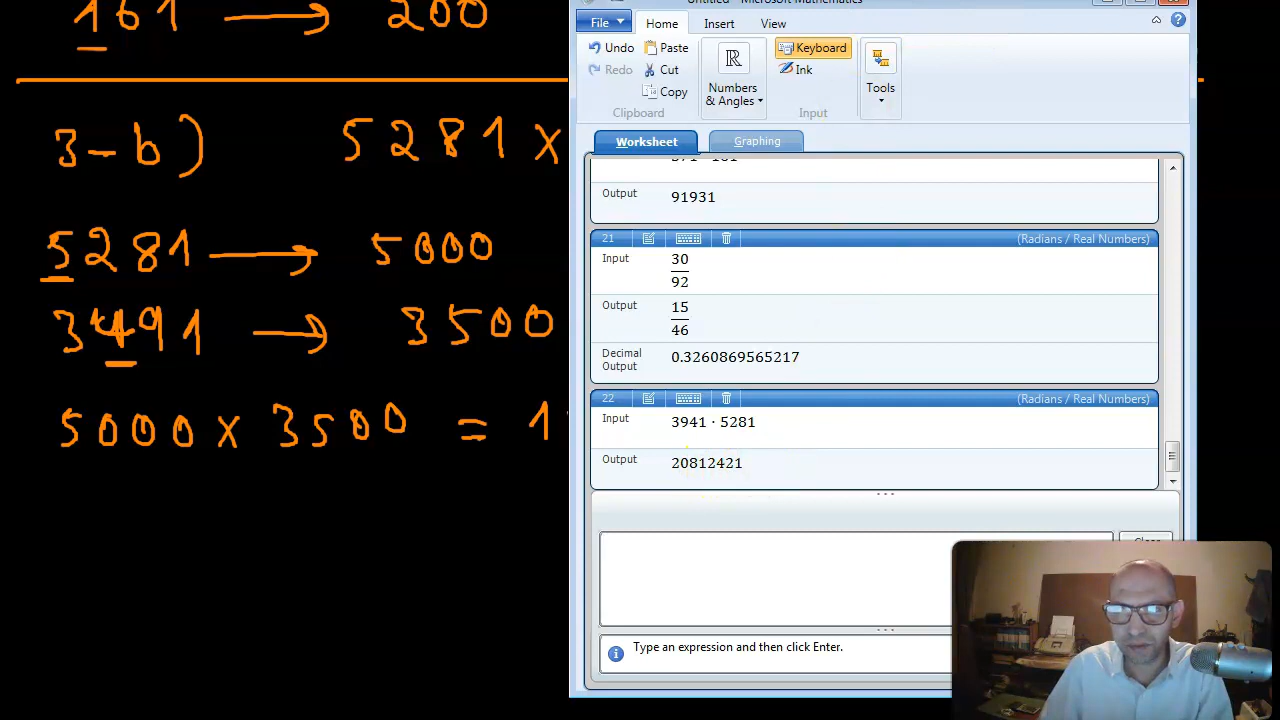 161 → 200
3-b) 5281 x
5281 → 5000
3491 → 3500
5000 x 3500 = 1
Untitled - Microsoft Mathematics
File
Home
Insert
View
Undo
Redo
Paste
Cut
Copy
Clipboard
Numbers
& Angles
Keyboard
Ink
Input
Tools
Worksheet
Graphing
Output
91931
21
(Radians / Real Numbers)
Input
30
92
Output
15
46
Decimal
Output
0.3260869565217
22
(Radians / Real Numbers)
Input
3941 · 5281
Output
20812421
Type an expression and then click Enter.